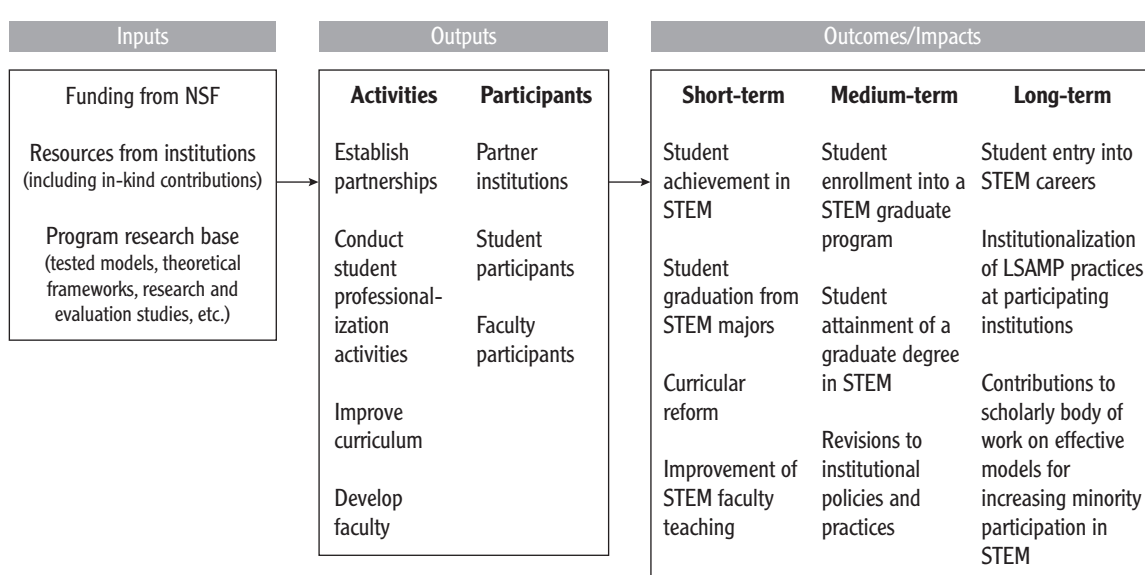 Inputs
Funding from NSF
Resources from institutions
(including in-kind contributions)
Program research base
(tested models, theoretical
frameworks, research and
evaluation studies, etc.)
Outputs
Activities
Establish
partnerships
Conduct
student
professional-
ization
activities
Improve
curriculum
Develop
faculty
Participants
Partner
institutions
Student
participants
Faculty
participants
Outcomes/Impacts
Short-term
Student
achievement in
STEM
Student
graduation from
STEM majors
Curricular
reform
Improvement of
STEM faculty
teaching
Medium-term
Student
enrollment into a
STEM graduate
program
Student
attainment of a
graduate degree
in STEM
Revisions to
institutional
policies and
practices
Long-term
Student entry into
STEM careers
Institutionalization
of LSAMP practices
at participating
institutions
Contributions to
scholarly body of
work on effective
models for
increasing minority
participation in
STEM